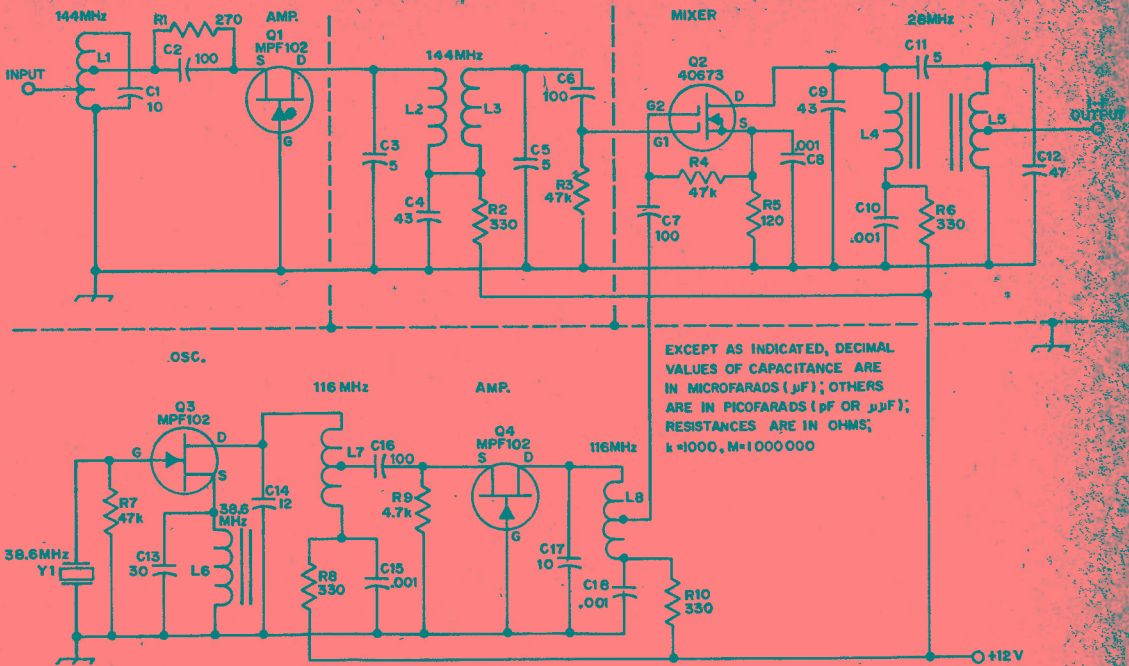 144MHz
R1
270
AMP.
Q1
MPF102
C2
100
S
D
G
L1
C1
10
INPUT
144MHz
L2
L3
C3
5
C4
43
R2
330
C5
5
C6
100
R3
47k
MIXER
Q2
40673
G2
G1
D
S
R4
47k
C7
100
R5
120
.001
C8
C9
43
28MHz
C11
5
L4
L5
C10
.001
R6
330
OUTPUT
C12
47
EXCEPT AS INDICATED, DECIMAL
VALUES OF CAPACITANCE ARE
IN MICROFARADS (µF); OTHERS
ARE IN PICOFARADS (pF OR µµF);
RESISTANCES ARE IN OHMS;
k=1000, M=1000000
OSC.
Q3
MPF102
G
D
S
R7
47k
38.6MHz
Y1
C13
30
38.6
MHz
L6
C14
12
116 MHz
L7
C16
100
R8
330
C15
.001
R9
4.7k
AMP.
Q4
MPF102
S
D
G
116MHz
L8
C17
10
C18
.001
R10
330
+12V